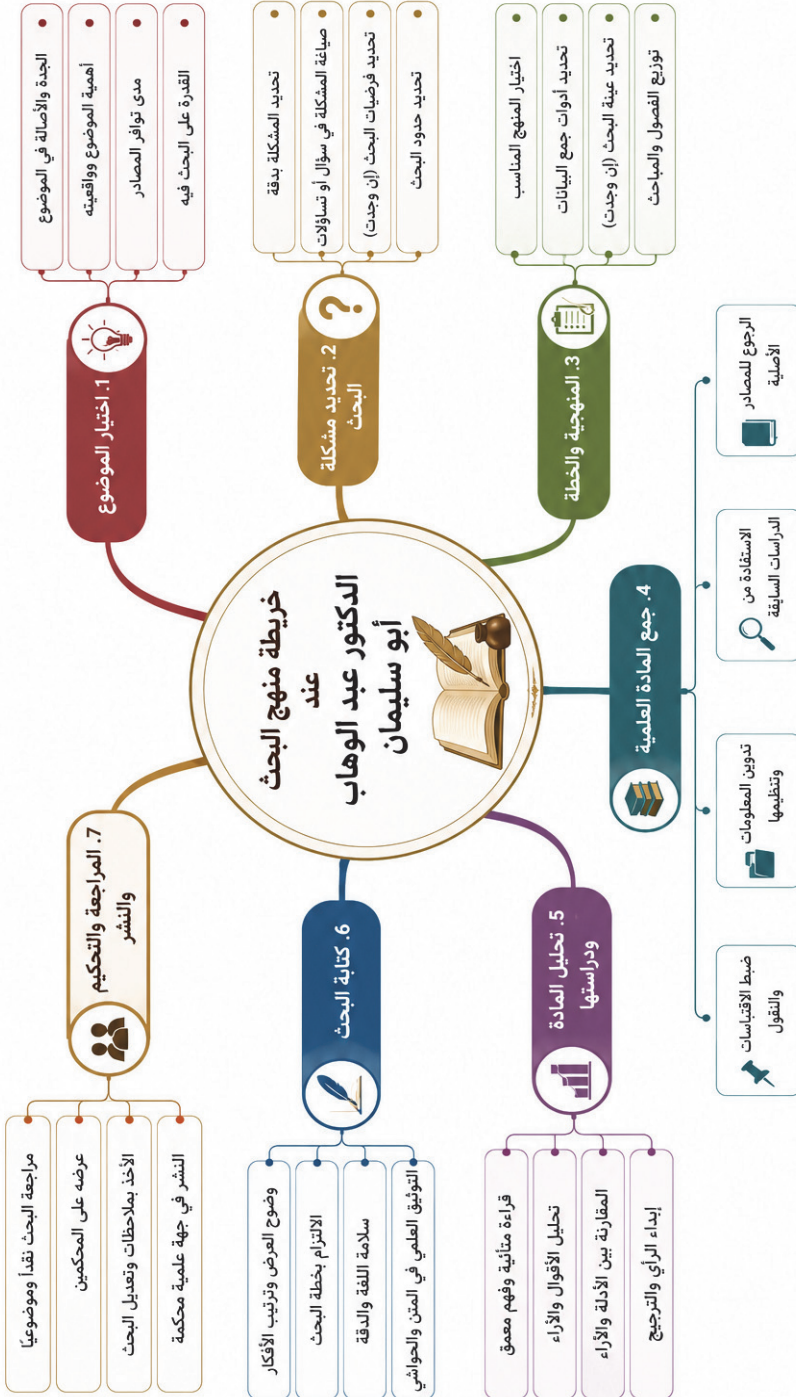 خريطة منهج البحث
عند
الدكتور عبد الوهاب
أبو سليمان
1. اختيار الموضوع
الجدة والأصالة في الموضوع
أهمية الموضوع وواقعيته
مدى توافر المصادر
القدرة على البحث فيه
2. تحديد مشكلة
البحث
تحديد المشكلة بدقة
صياغة المشكلة في سؤال أو تساؤلات
تحديد فرضيات البحث (إن وجدت)
تحديد حدود البحث
3. المنهجية والخطة
اختيار المنهج المناسب
تحديد أدوات جمع البيانات
تحديد عينة البحث (إن وجدت)
توزيع الفصول والمباحث
4. جمع المادة العلمية
الرجوع للمصادر
الأصلية
الاستفادة من
الدراسات السابقة
تدوين المعلومات
وتنظيمها
ضبط الاقتباسات
والنقول
5. تحليل المادة
ودراستها
قراءة متأنية وفهم معمق
تحليل الأقوال والآراء
المقارنة بين الأدلة والآراء
إبداء الرأي والترجيح
6. كتابة البحث
وضوح العرض وترتيب الأفكار
الالتزام بخطة البحث
سلامة اللغة والدقة
التوثيق العلمي في المتن والحواشي
7. المراجعة والتحكيم
والنشر
مراجعة البحث نقداً وموضوعيًا
عرضه على المحكمين
الأخذ بملاحظات وتعديل البحث
النشر في جهة علمية محكمة